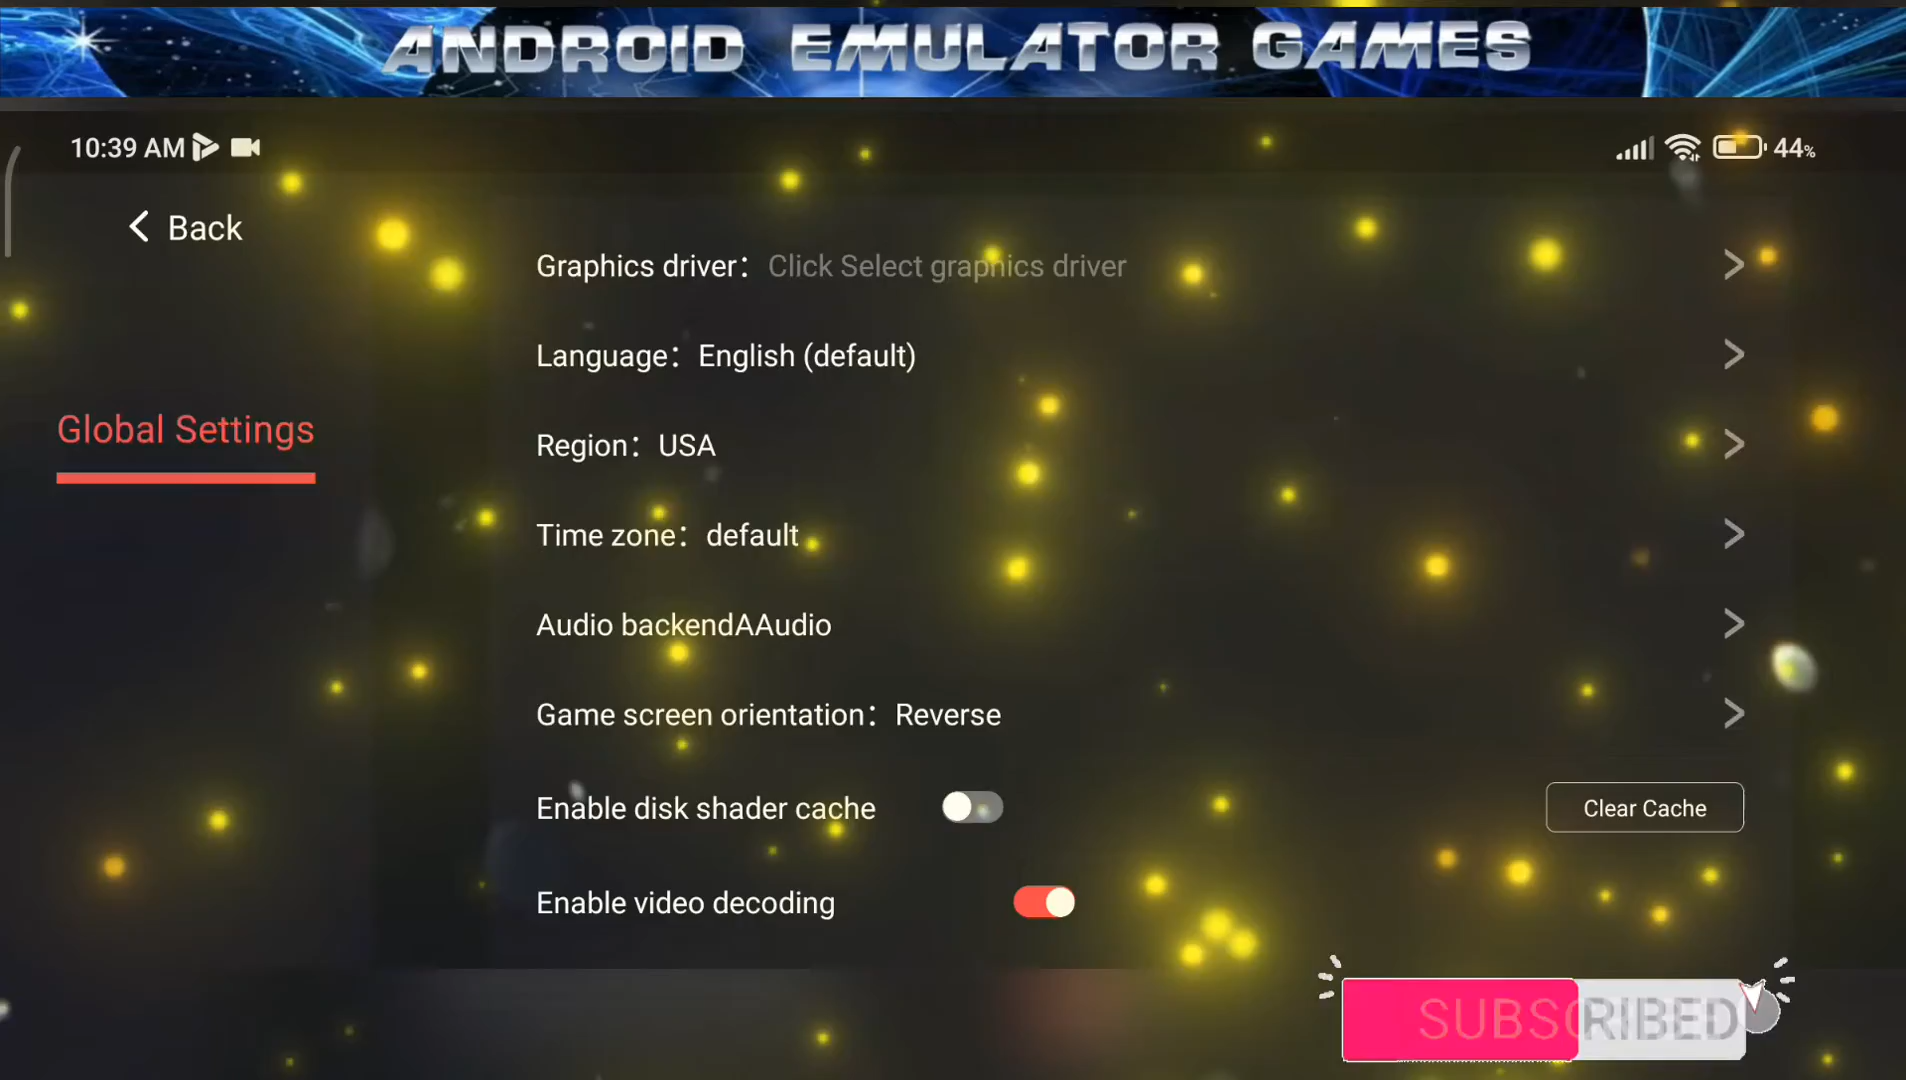 ANDROID EMULATOR GAMES
10:39 AM 44%
Back
Global Settings
Graphics driver： Click Select graphics driver
Language： English (default)
Region： USA
Time zone： default
Audio backendAAudio
Game screen orientation： Reverse
Enable disk shader cache Clear Cache
Enable video decoding
SUBSCRIBED